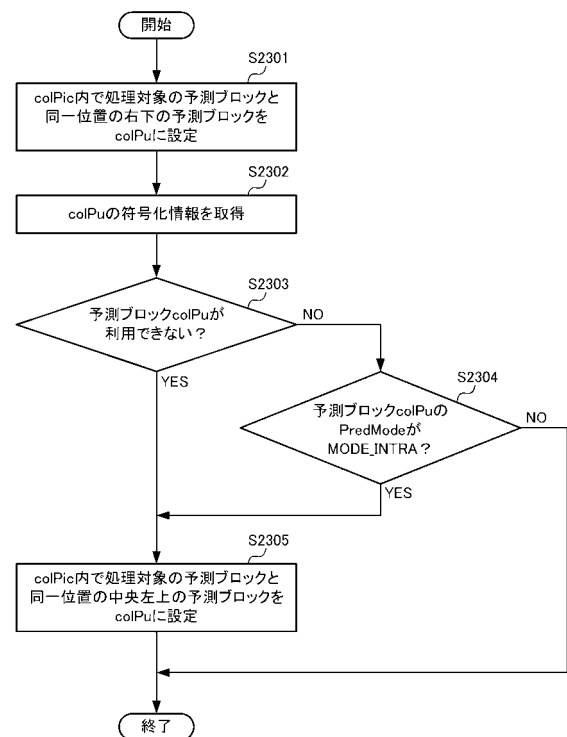 開始
S2301
colPic内で処理対象の予測ブロックと
同一位置の右下の予測ブロックを
colPuに設定
S2302
colPuの符号化情報を取得
S2303
予測ブロックcolPuが
利用できない？
NO
YES
S2304
予測ブロックcolPuの
PredModeが
MODE_INTRA？
NO
YES
S2305
colPic内で処理対象の予測ブロックと
同一位置の中央左上の予測ブロックを
colPuに設定
終了